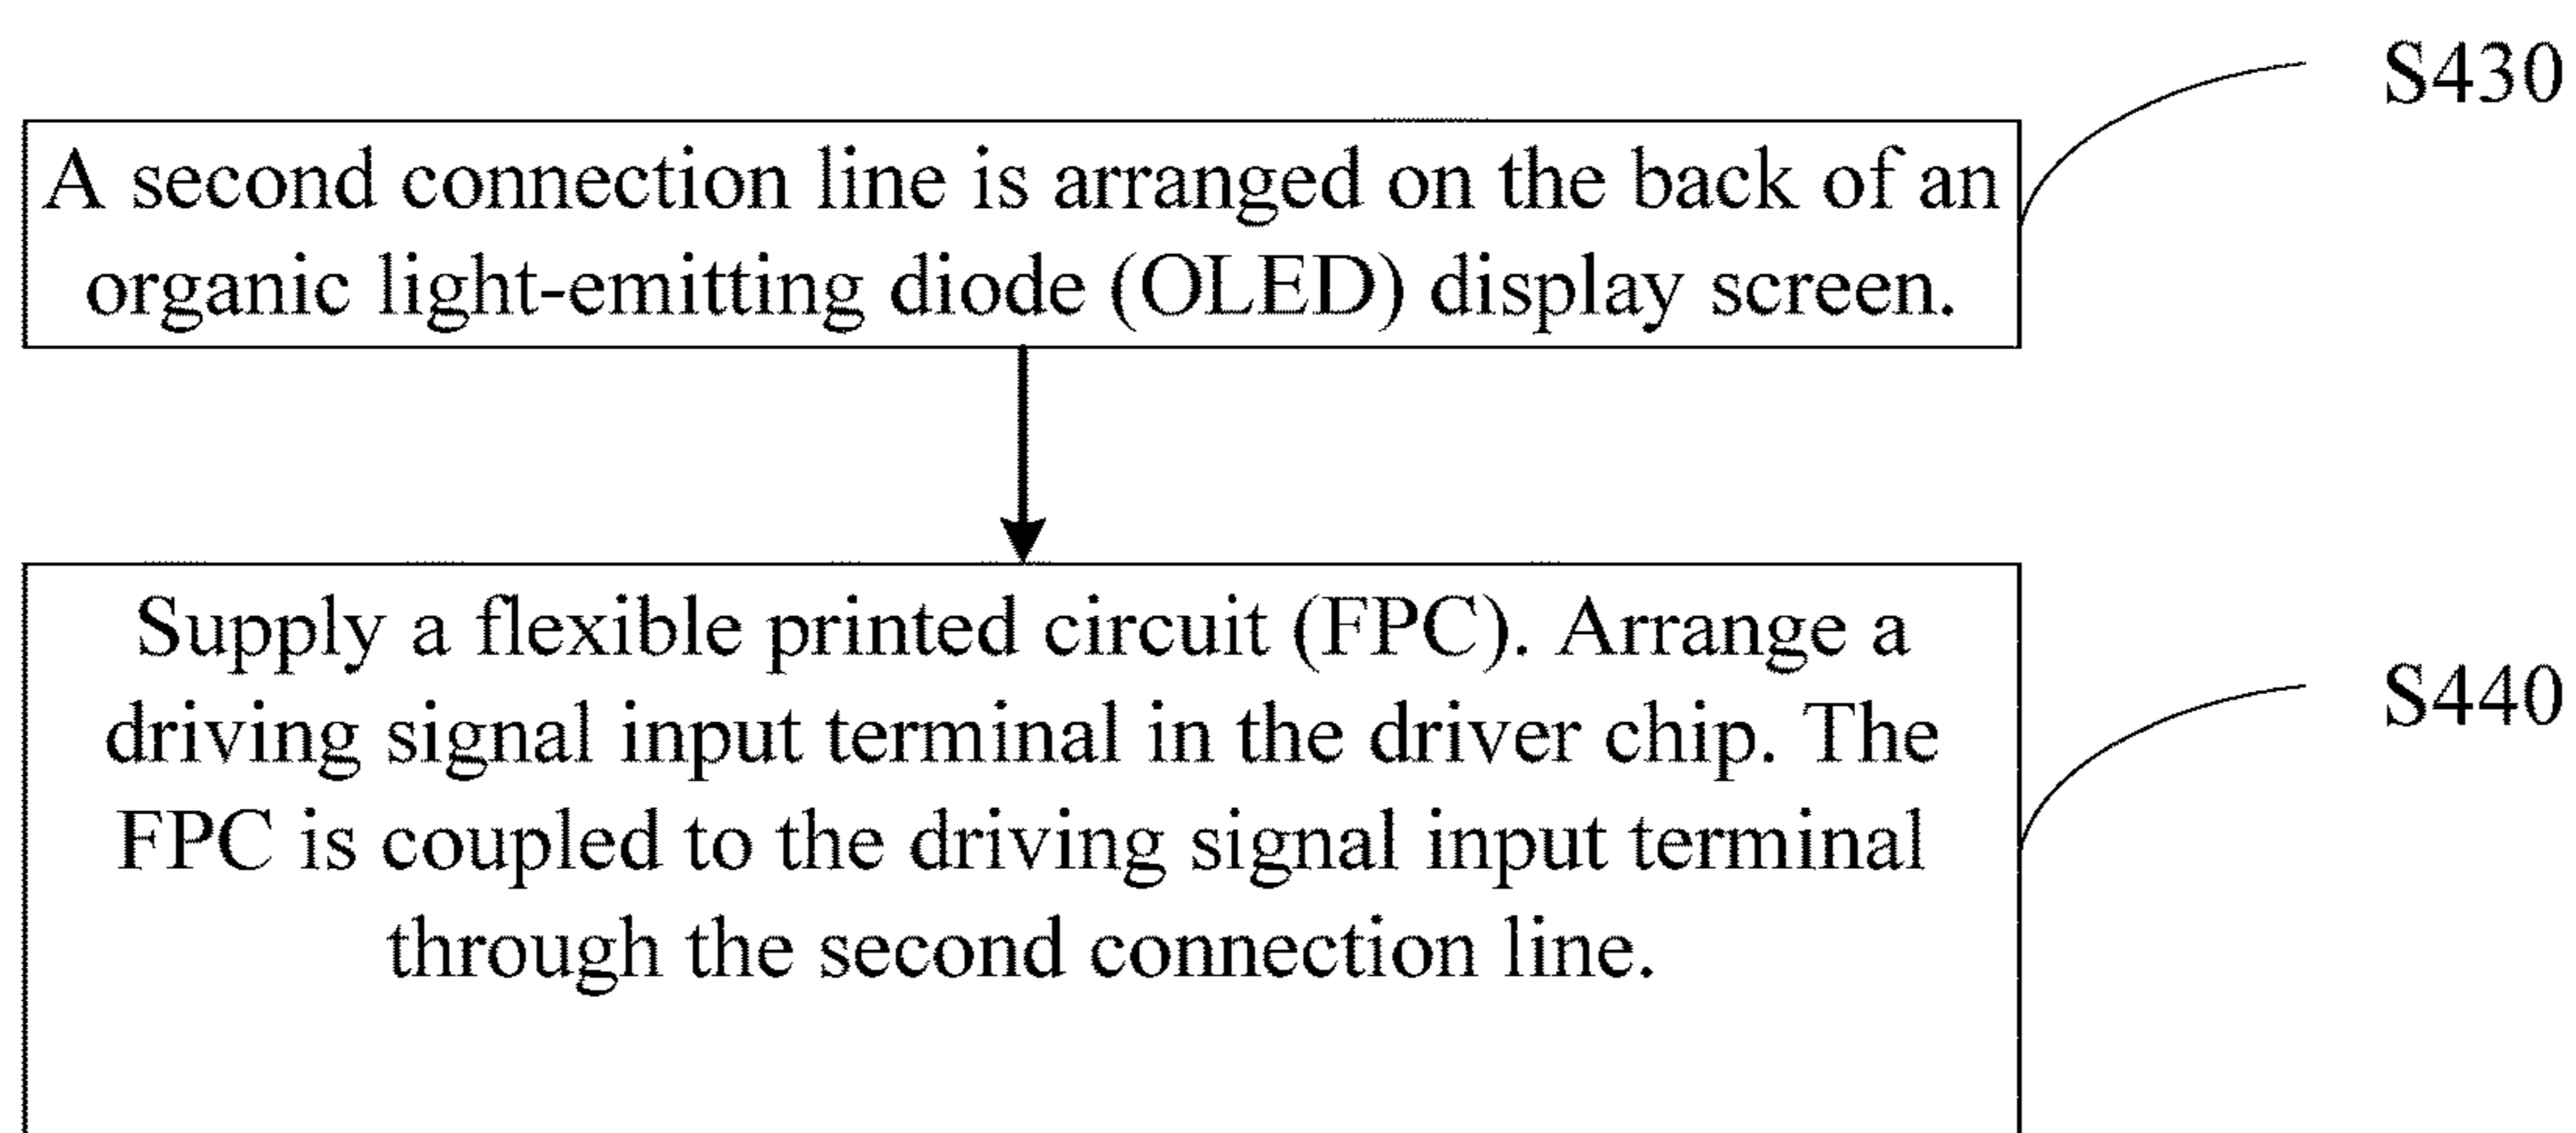 S430
A second connection line is arranged on the back of an
organic light-emitting diode (OLED) display screen.
Supply a flexible printed circuit (FPC). Arrange a
driving signal input terminal in the driver chip. The
FPC is coupled to the driving signal input terminal
through the second connection line.
S440